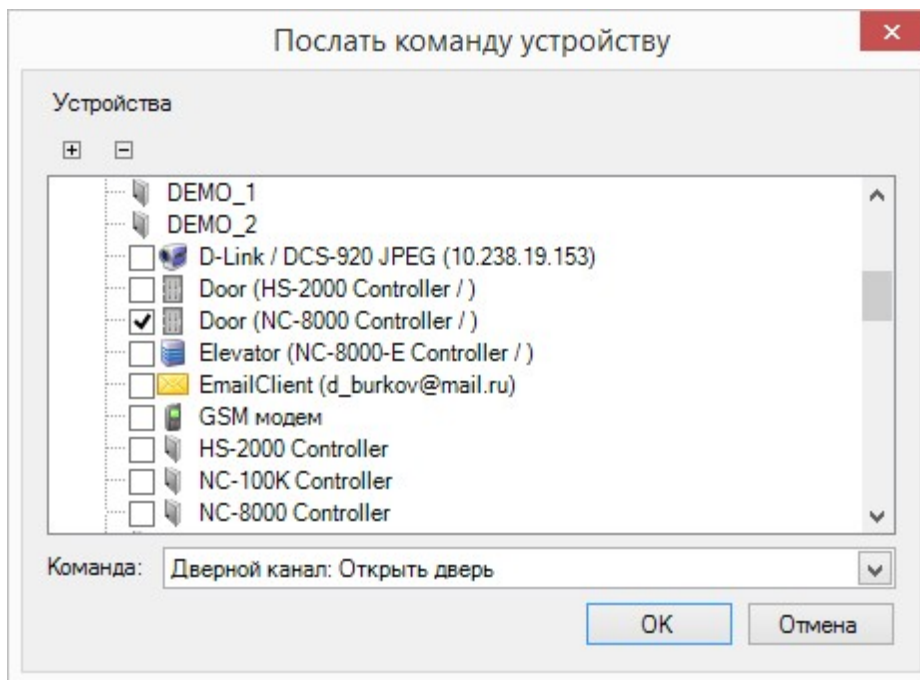 Послать команду устройству
Устройства
DEMO_1
DEMO_2
D-Link / DCS-920 JPEG (10.238.19.153)
Door (HS-2000 Controller / )
Door (NC-8000 Controller / )
Elevator (NC-8000-E Controller / )
EmailClient (d_burkov@mail.ru)
GSM модем
HS-2000 Controller
NC-100K Controller
NC-8000 Controller
Команда: Дверной канал: Открыть дверь
OK Отмена